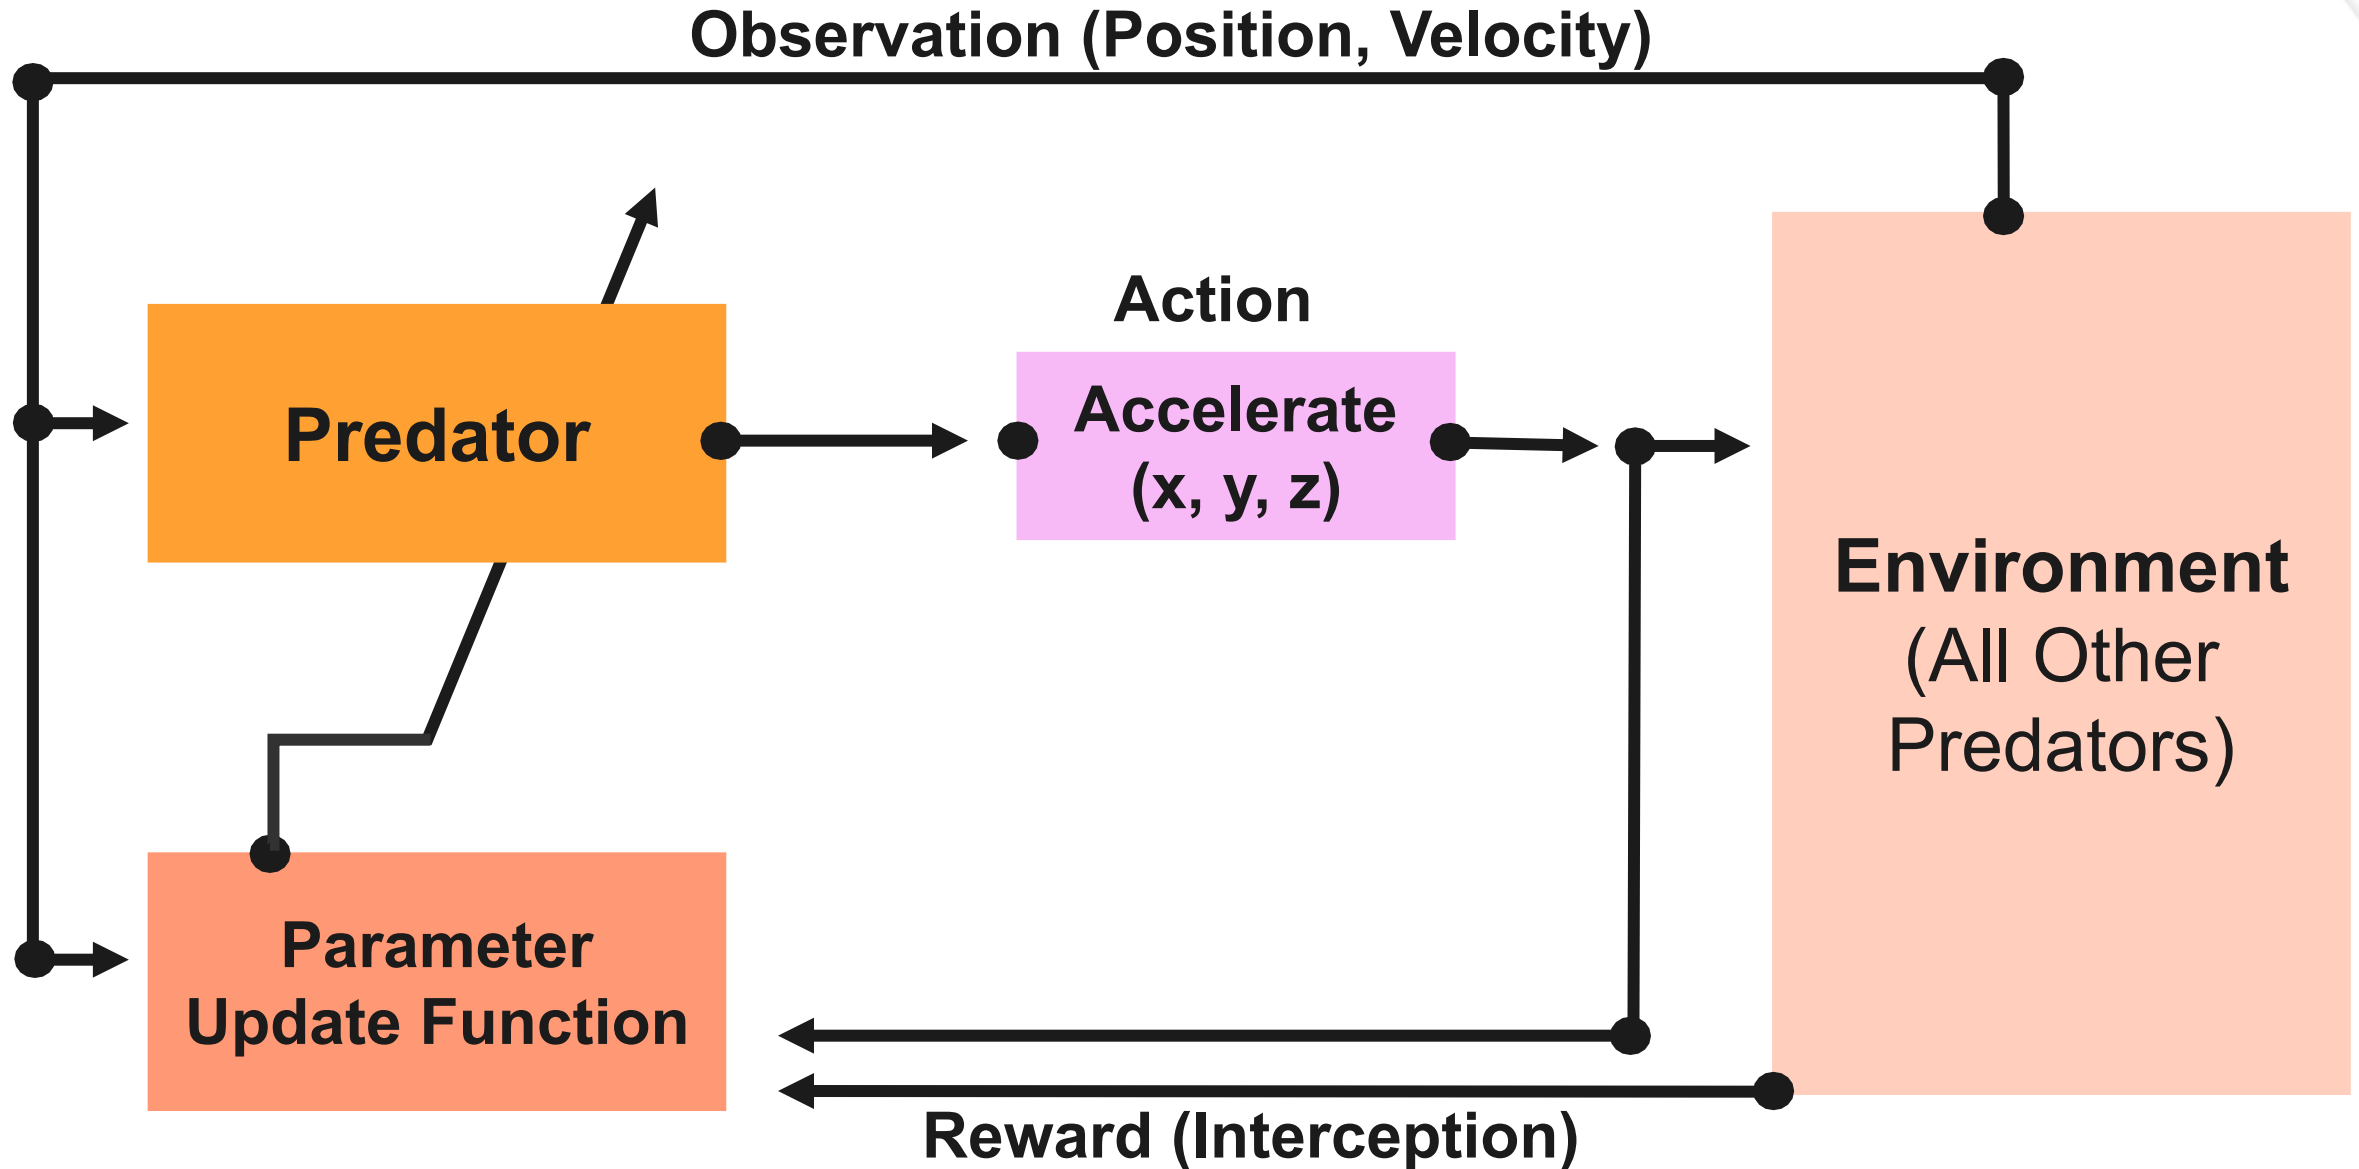 Observation (Position, Velocity)
Action
Predator
Accelerate
(x, y, z)
Environment
(All Other
Predators)
Parameter
Update Function
Reward (Interception)